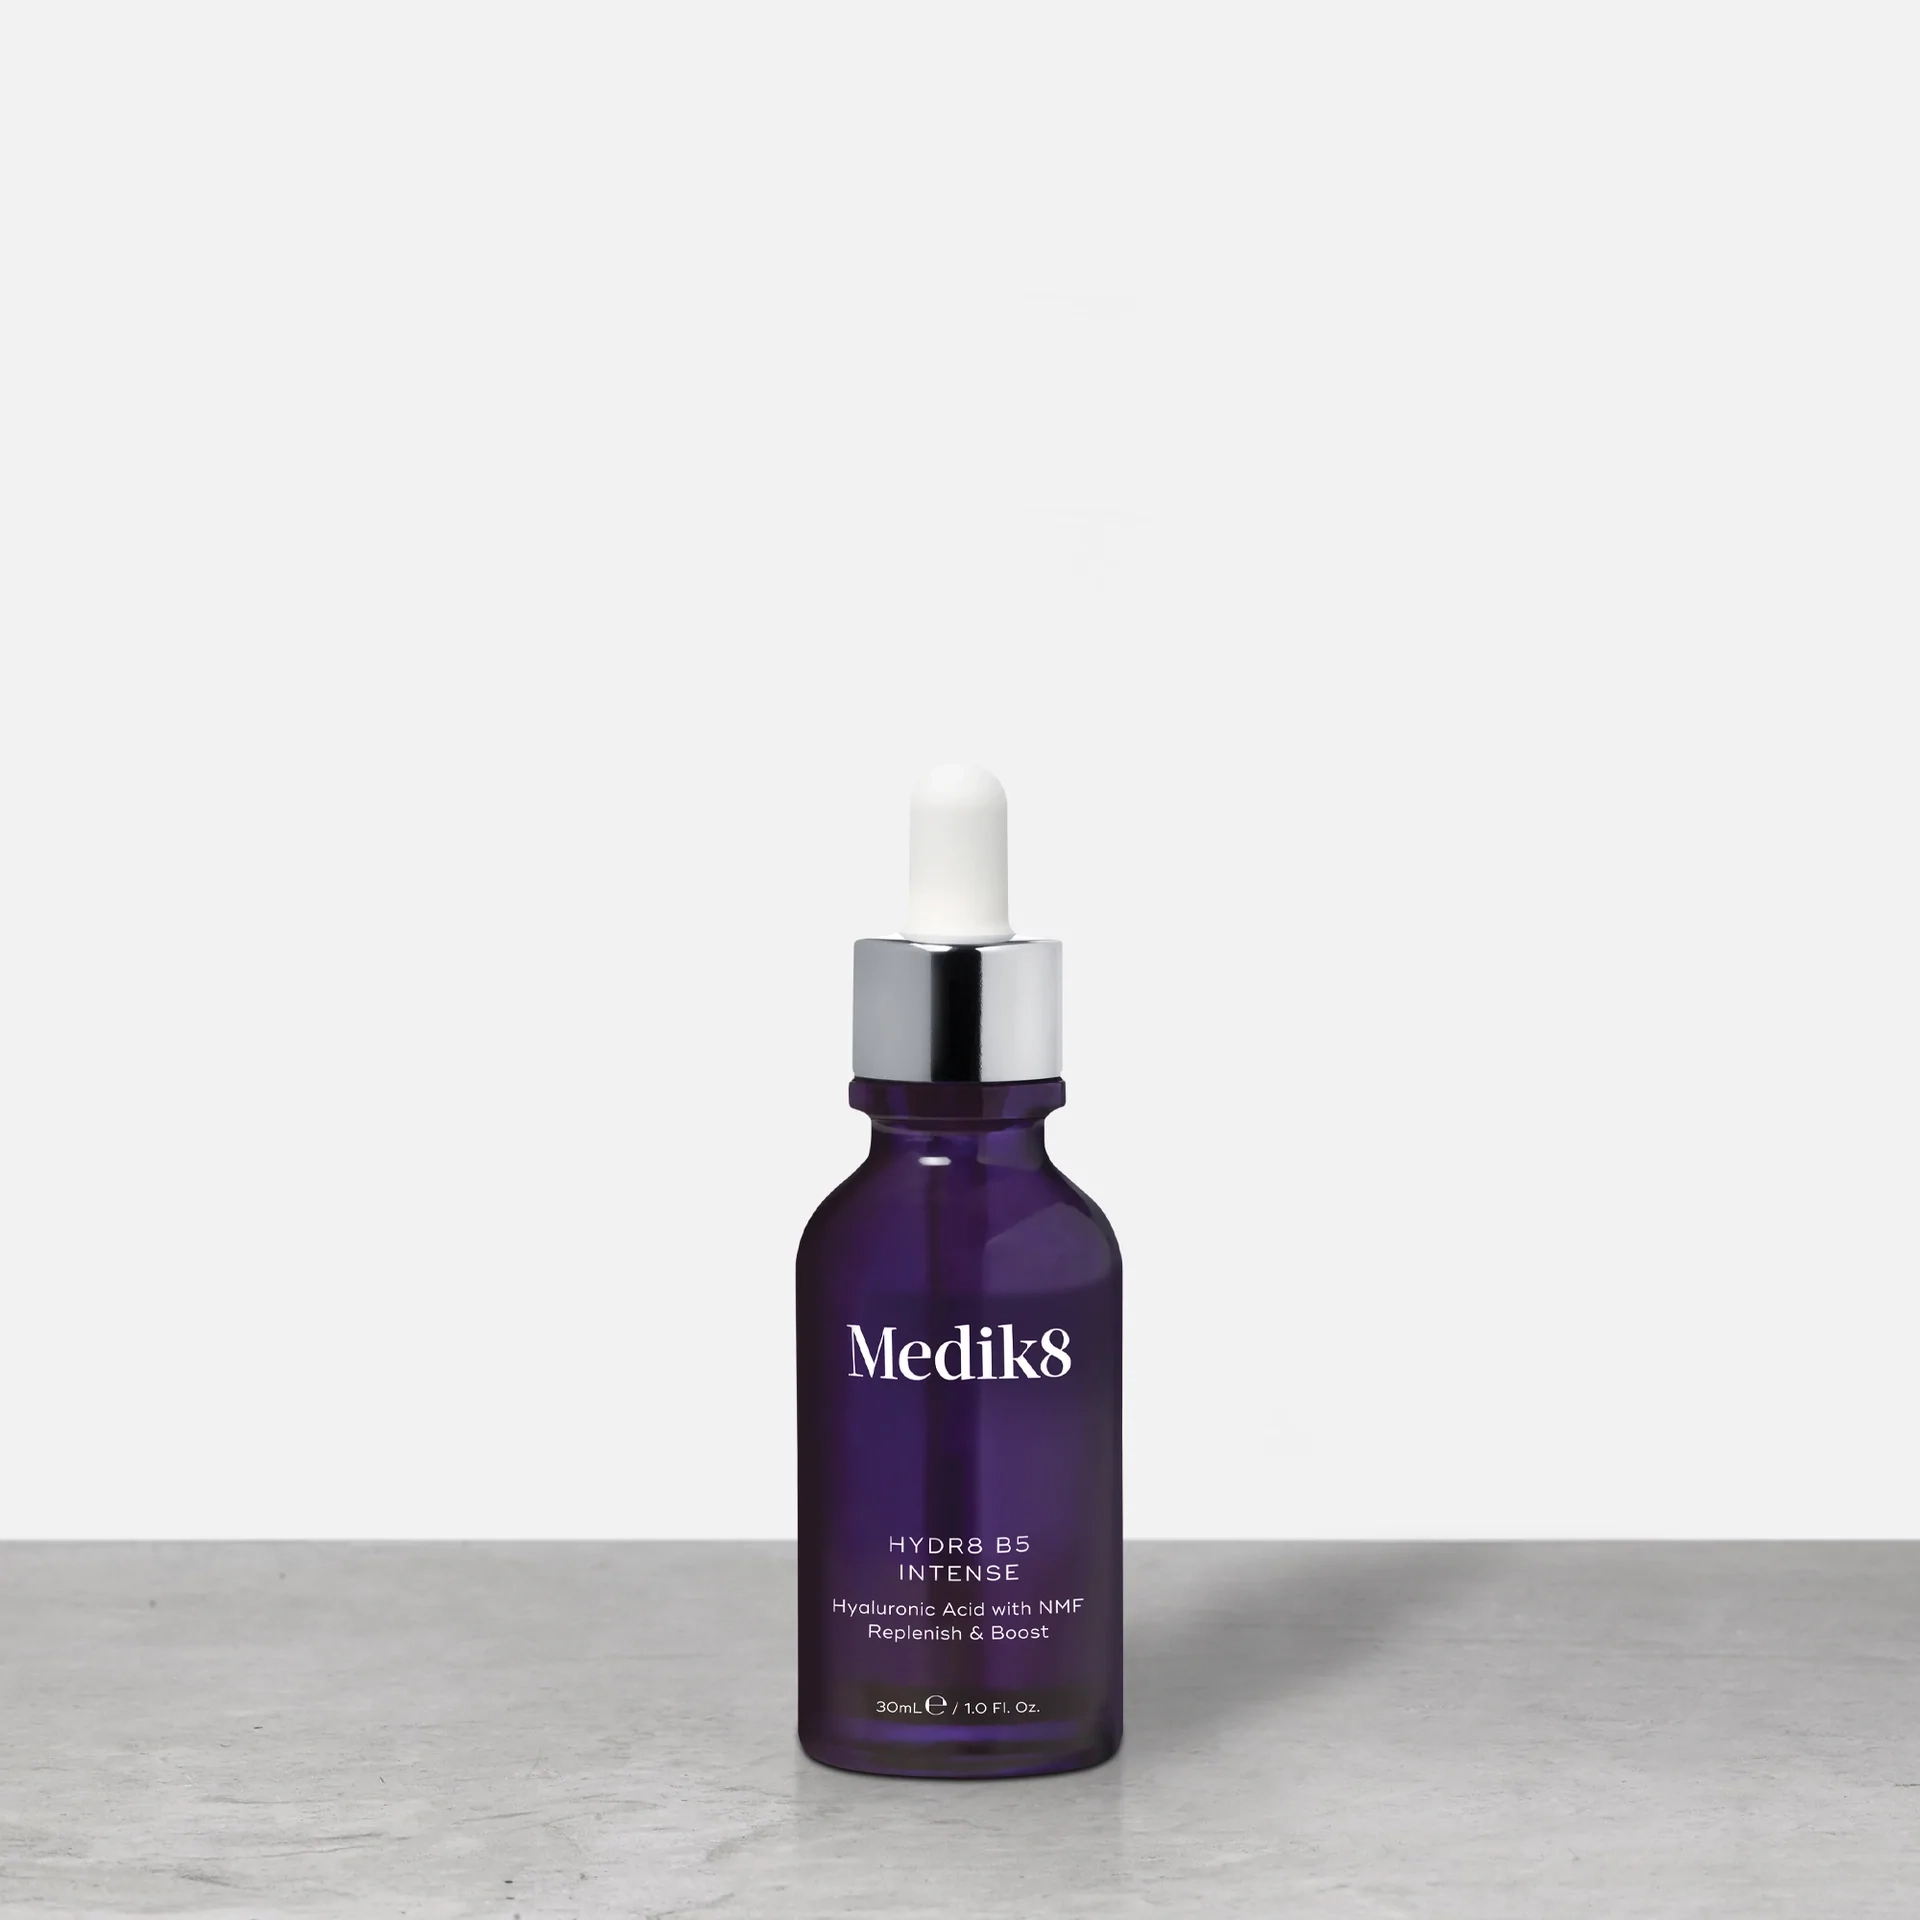 Medik8
HYDR8 B5
INTENSE
Hyaluronic Acid with NMF
Replenish & Boost
30mL ℮ / 1.0 Fl. Oz.